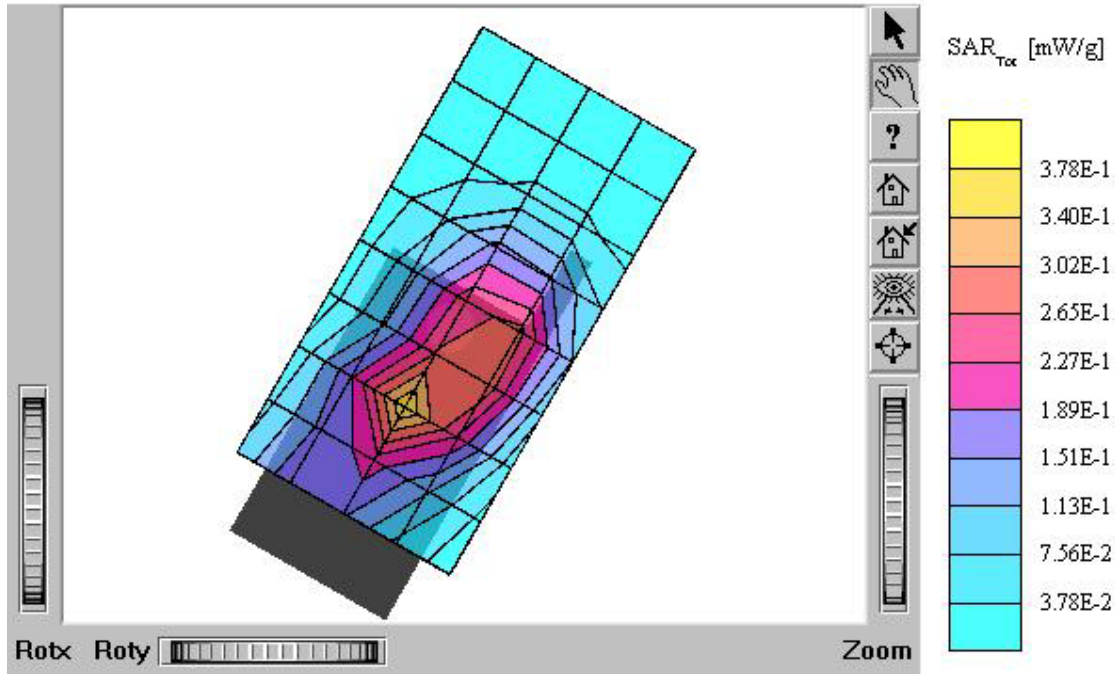 SAR_Tot [mW/g]
?
3.78E-1
3.40E-1
3.02E-1
2.65E-1
2.27E-1
1.89E-1
1.51E-1
1.13E-1
7.56E-2
3.78E-2
Rotx Roty Zoom